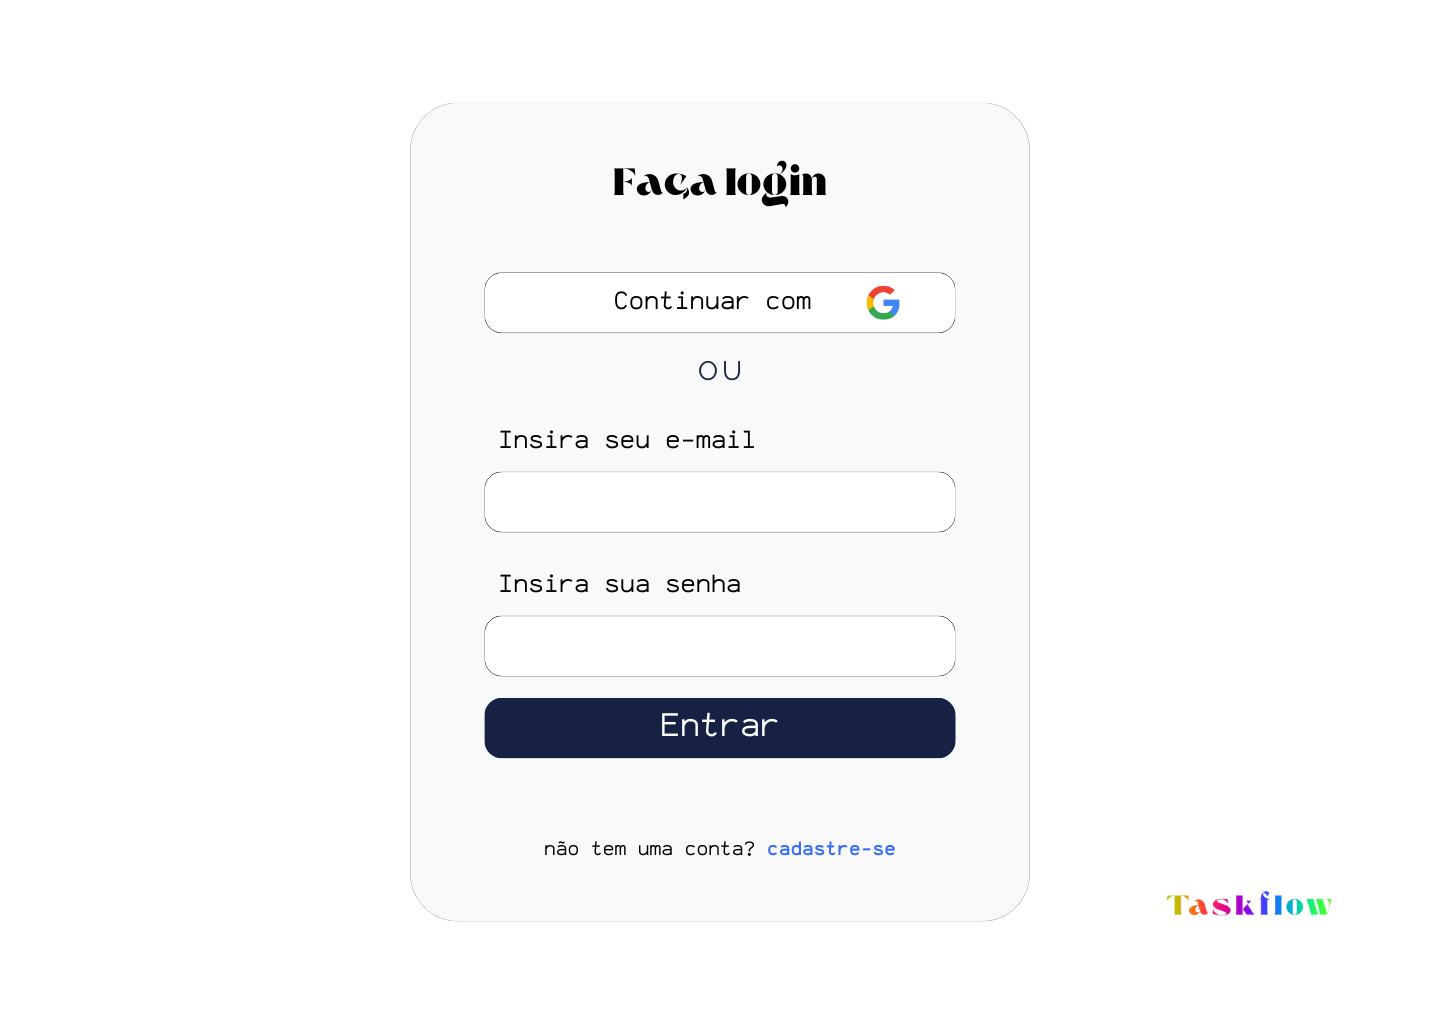 Faça login
Continuar com
OU
Insira seu e-mail
Insira sua senha
Entrar
não tem uma conta? cadastre-se
Taskflow